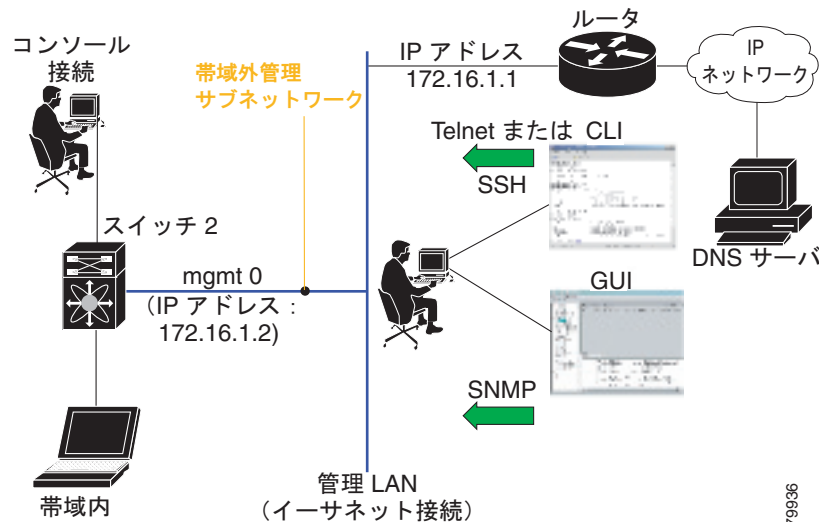 コンソール
接続
帯域外管理
サブネットワーク
IP アドレス
172.16.1.1
ルータ
IP
ネットワーク
Telnet または CLI
SSH
DNS サーバ
スイッチ 2
mgmt 0
(IP アドレス :
172.16.1.2)
GUI
SNMP
帯域内
管理 LAN
(イーサネット接続)
79936